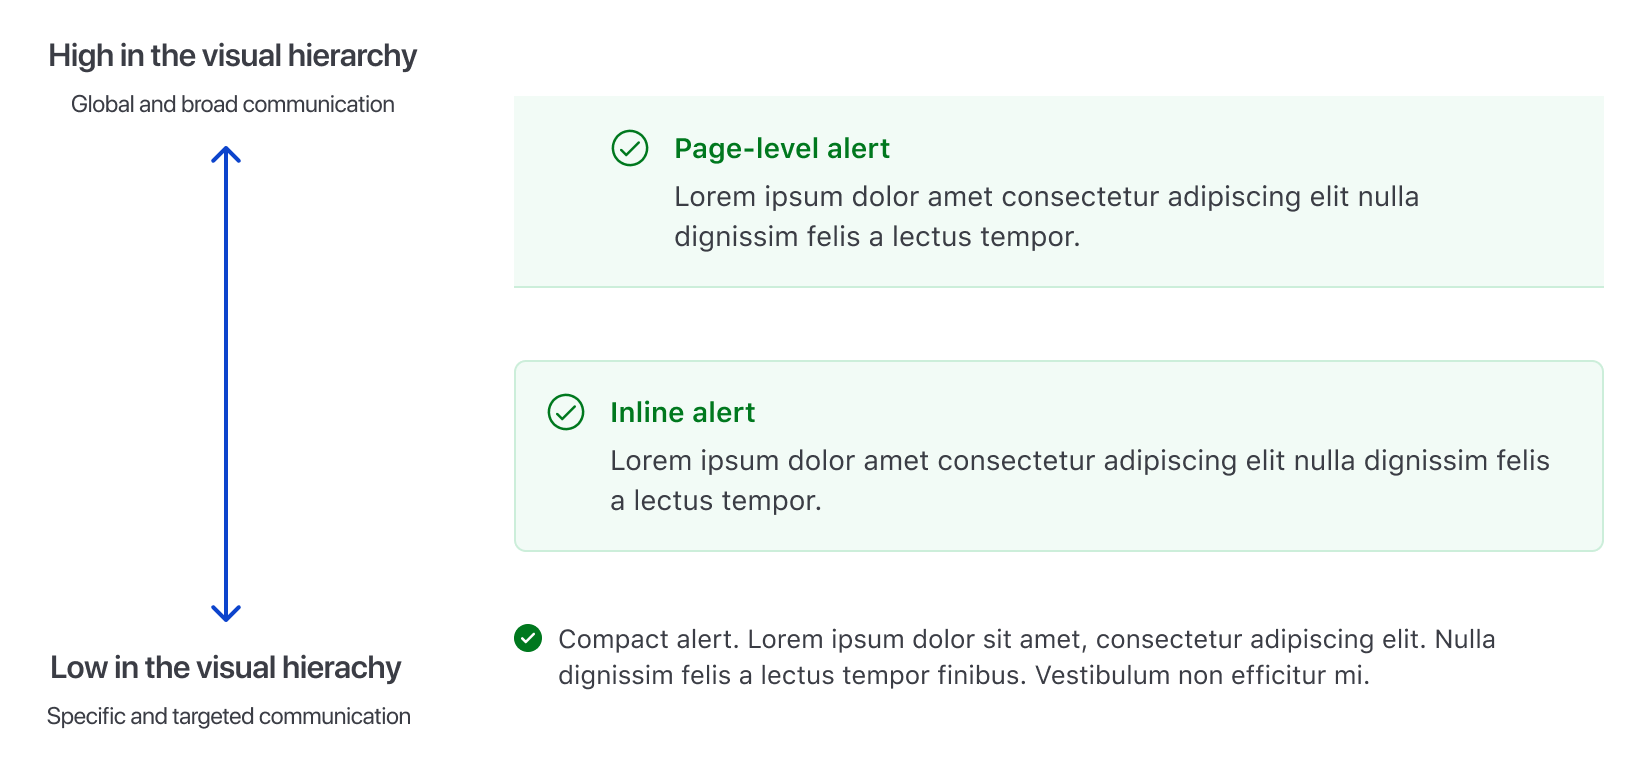 High in the visual hierarchy
Global and broad communication
Page-level alert
Lorem ipsum dolor amet consectetur adipiscing elit nulla
dignissim felis a lectus tempor.
Inline alert
Lorem ipsum dolor amet consectetur adipiscing elit nulla dignissim felis
a lectus tempor.
Compact alert. Lorem ipsum dolor sit amet, consectetur adipiscing elit. Nulla
dignissim felis a lectus tempor finibus. Vestibulum non efficitur mi.
Low in the visual hierachy
Specific and targeted communication